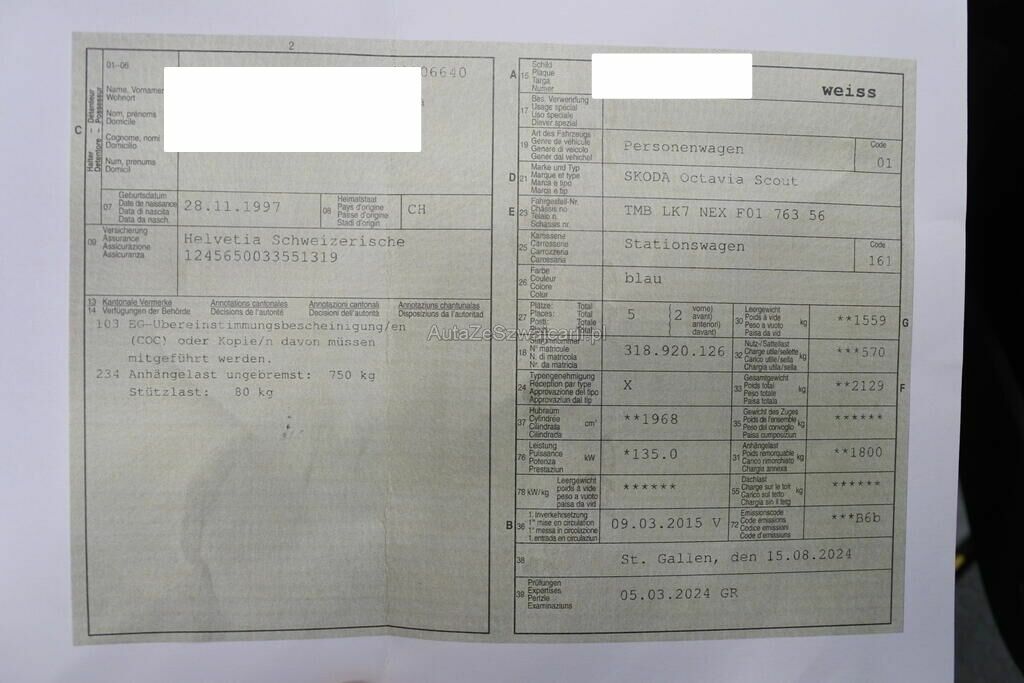 2
01-06
06640
Name, Vornamen
Wohnort
Nom, prénoms
Domicile
Cognome, nomi
Domicilio
Num, prenums
Domicil
C
Halter – Détenteur
Detentore – Possessur
07
Geburtsdatum
Date de naissance
Data di nascita
Data da nasch.
28.11.1997
08
Heimatstaat
Pays d'origine
Passe d'origine
Stadi d'origin
CH
09
Versicherung
Assurance
Assicurazione
Assicuranza
Helvetia Schweizerische
1245650033551319
13
14
Kantonale Vermerke
Verfügungen der Behörde
Annotations cantonales
Décisions de l'autorité
Annotazioni cantonali
Decisioni dell'autorità
Annotaziuns chantunalas
Disposiziuns da l'autoritad
103 EG-Übereinstimmungsbescheinigung/en
(COC) oder Kopie/n davon müssen
mitgeführt werden.
234 Anhängelast ungebremst: 750 kg
Stützlast: 80 kg
A
15
Schild
Plaque
Targa
Numer
weiss
17
Bes. Verwendung
Usage spécial
Uso speciale
Diever spezial
19
Art des Fahrzeugs
Genre de véhicule
Genere di veicolo
Gener dal vehichel
Personenwagen
Code
01
D
21
Marke und Typ
Marque et type
Marca e tipo
Marca e tip
SKODA Octavia Scout
E
23
Fahrgestell-Nr.
Châssis no
Telaio n.
Schassis nr.
TMB LK7 NEX F01 763 56
25
Karosserie
Carrosserie
Carrozzeria
Carossaria
Stationswagen
Code
161
26
Farbe
Couleur
Colore
Colur
blau
27
Plätze: Total
Places: Total
Posti: Totale
Total
5
(2
vorne)
avant)
anteriori)
davant)
30
Leergewicht
Poids à vide
Peso a vuoto
Paisa da vid
kg
**1559
G
AutaZeSzwajcarii.pl
18
Stammnummer
N° matricule
N. di matricola
Nr. da matricla
318.920.126
32
Nutz-/Sattellast
Charge utile/sellette
Carico utile/sella
Chargia utila/sella
kg
***570
24
Typengenehmigung
Réception par type
Approvazione del tipo
Approvaziun dal tip
X
33
Gesamtgewicht
Poids total
Peso totale
Paisa totala
kg
**2129
F
37
Hubraum
Cylindrée
Cilindrata
Cilindrada
cm³
**1968
35
Gewicht des Zuges
Poids de l'ensemble
Peso del convoglio
Paisa cumposiziun
kg
******
76
Leistung
Puissance
Potenza
Prestaziun
kW
*135.0
31
Anhängelast
Poids remorquable
Carico rimorchiato
Chargia annexa
kg
**1800
78 kW/kg
Leergewicht
poids à vide
peso a vuoto
paisa da vid
******
55
Dachlast
Charge sur le toit
Carico sul tetto
Chargia sin il tetg
kg
******
B
36
1. Inverkehrsetzung
1re mise en circulation
1a messa in circolazione
1. entrada en circulaziun
09.03.2015 V
72
Emissionscode
Code émissions
Codice emissioni
Code d'emissiuns
***B6b
38
St. Gallen, den 15.08.2024
39
Prüfungen
Expertises
Perizie
Examinaziuns
05.03.2024 GR